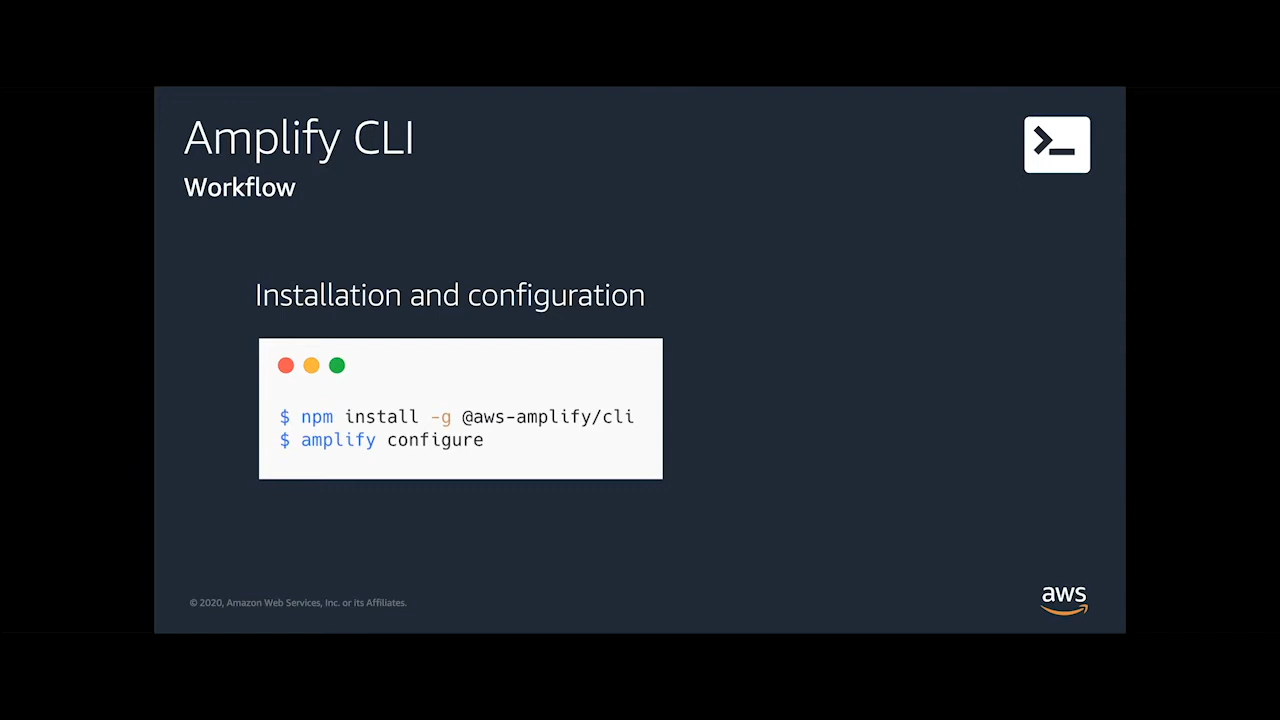 Amplify CLI
Workflow
Installation and configuration
$ npm install -g @aws-amplify/cli
$ amplify configure
© 2020, Amazon Web Services, Inc. or its Affiliates.
aws